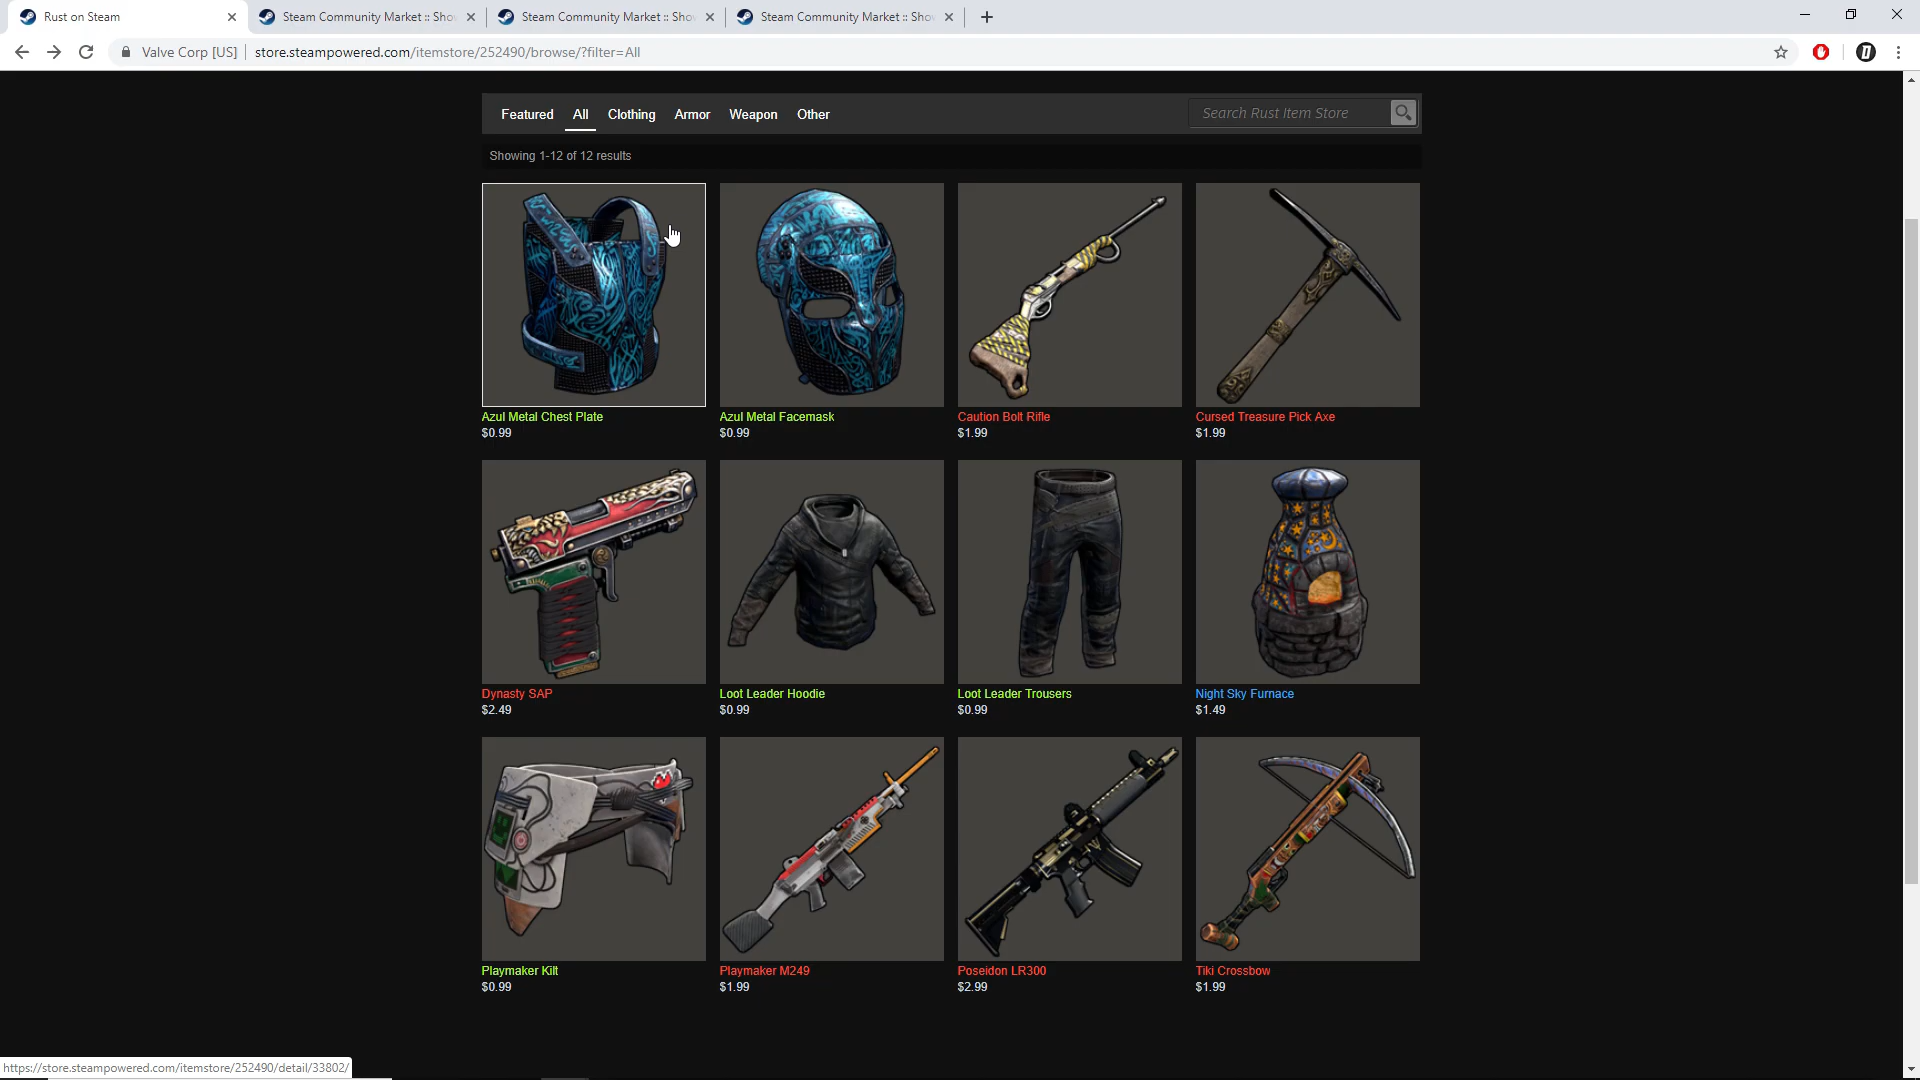 Rust on Steam
Steam Community Market :: Sho
Steam Community Market :: Sho
Steam Community Market :: Sho
Valve Corp [US]
store.steampowered.com/itemstore/252490/browse/?filter=All
Featured All Clothing Armor Weapon Other
Search Rust Item Store
Showing 1-12 of 12 results
Azul Metal Chest Plate
$0.99
Azul Metal Facemask
$0.99
Caution Bolt Rifle
$1.99
Cursed Treasure Pick Axe
$1.99
Dynasty SAP
$2.49
Loot Leader Hoodie
$0.99
Loot Leader Trousers
$0.99
Night Sky Furnace
$1.49
Playmaker Kilt
$0.99
Playmaker M249
$1.99
Poseidon LR300
$2.99
Tiki Crossbow
$1.99
https://store.steampowered.com/itemstore/252490/detail/33802/